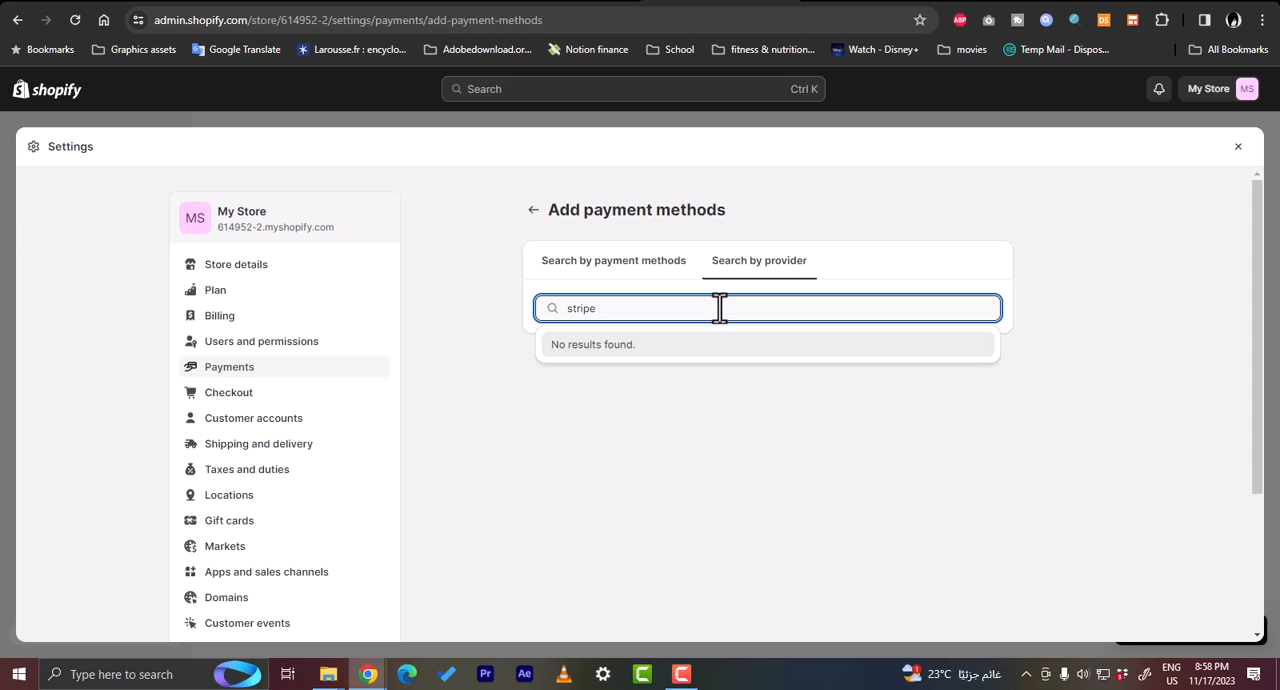 admin.shopify.com/store/614952-2/settings/payments/add-payment-methods
ABP
DS
Bookmarks
Graphics assets
Google Translate
Larousse.fr : encyclo...
Adobedownload.or...
Notion finance
School
fitness & nutrition...
Watch - Disney+
movies
Temp Mail - Dispos...
All Bookmarks
shopify
Search
Ctrl K
My Store
MS
Settings
MS
My Store
614952-2.myshopify.com
Store details
Plan
Billing
Users and permissions
Payments
Checkout
Customer accounts
Shipping and delivery
Taxes and duties
Locations
Gift cards
Markets
Apps and sales channels
Domains
Customer events
Add payment methods
Search by payment methods
Search by provider
stripe
No results found.
Type here to search
Pr
Ae
23°C
غائم جزئيًا
ENG
US
8:58 PM
11/17/2023